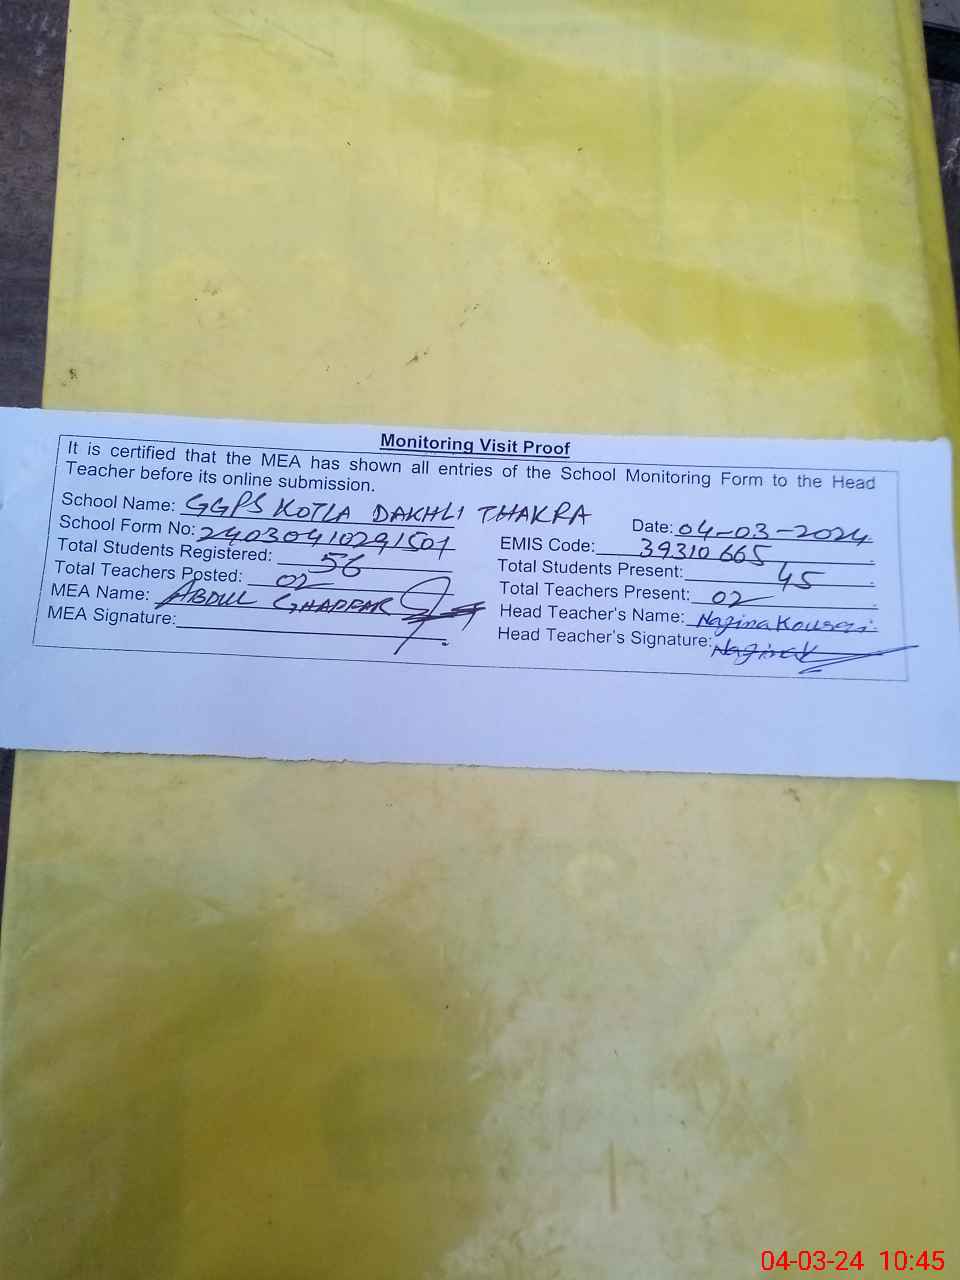 Monitoring Visit Proof
It is certified that the MEA has shown all entries of the School Monitoring Form to the Head
Teacher before its online submission.
School Name: GGPS KOTLA DAKHLI THAKRA Date: 04-03-2024
School Form No: 24030410291501 EMIS Code: 39310665
Total Students Registered: 56 Total Students Present: 45
Total Teachers Posted: 02 Total Teachers Present: 02
MEA Name: ABDUL GHAFFAR Head Teacher's Name: Nagina Kousar
MEA Signature: Head Teacher's Signature: Nagina K
04-03-24 10:45